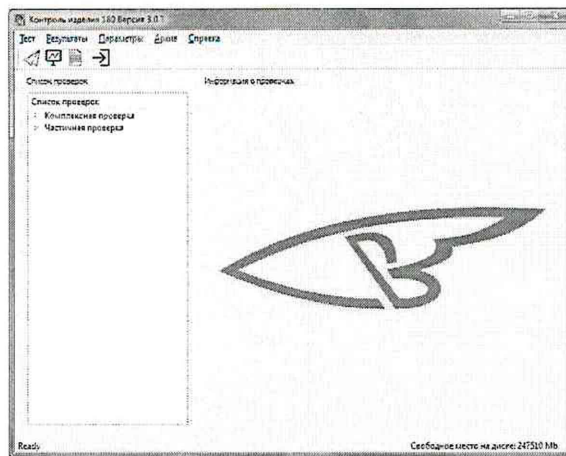 Контроль изделия 180 Версия 3.0.1
Тест Результаты Параметры Архив Справка
Список проверок
Информация о проверках
Список проверок
Комплексная проверка
Частичная проверка
Ready
Свободное место на диске: 247510 Mb